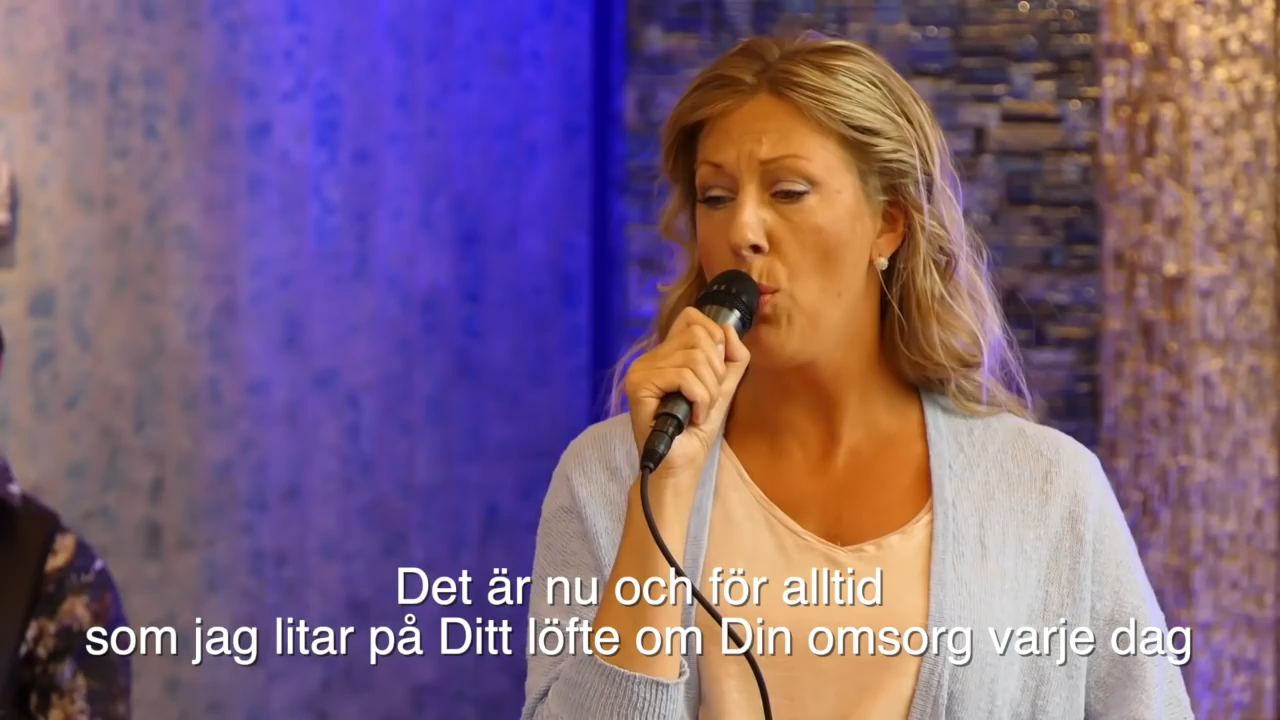 Det är nu och för alltid
som jag litar på Ditt löfte om Din omsorg varje dag